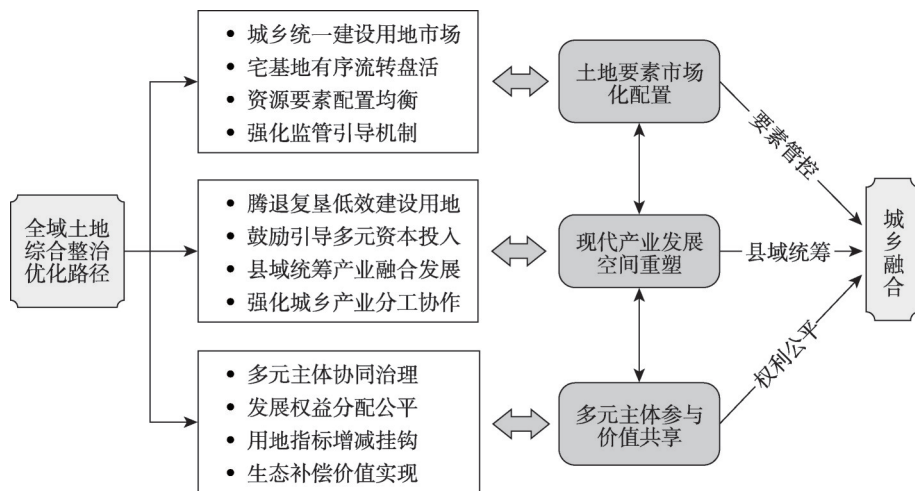 全域土地
综合整治
优化路径
• 城乡统一建设用地市场
• 宅基地有序流转盘活
• 资源要素配置均衡
• 强化监管引导机制
• 腾退复垦低效建设用地
• 鼓励引导多元资本投入
• 县域统筹产业融合发展
• 强化城乡产业分工协作
• 多元主体协同治理
• 发展权益分配公平
• 用地指标增减挂钩
• 生态补偿价值实现
土地要素市场
化配置
现代产业发展
空间重塑
多元主体参与
价值共享
要素管控
县域统筹
权利公平
城乡融合